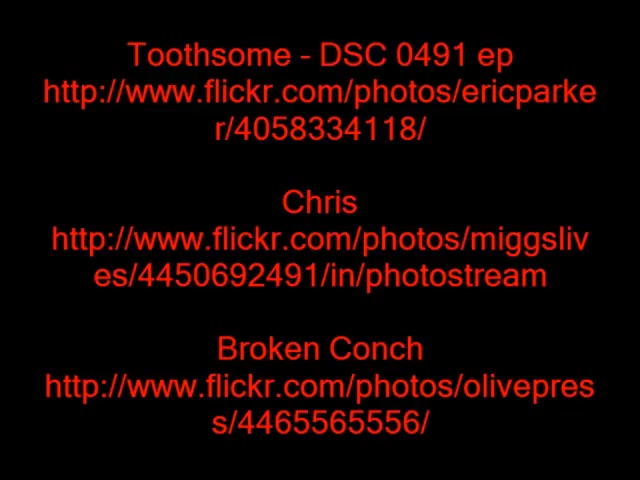 Toothsome - DSC 0491 ep
http://www.flickr.com/photos/ericparke
r/4058334118/
Chris
http://www.flickr.com/photos/miggsliv
es/4450692491/in/photostream
Broken Conch
http://www.flickr.com/photos/olivepres
s/4465565556/